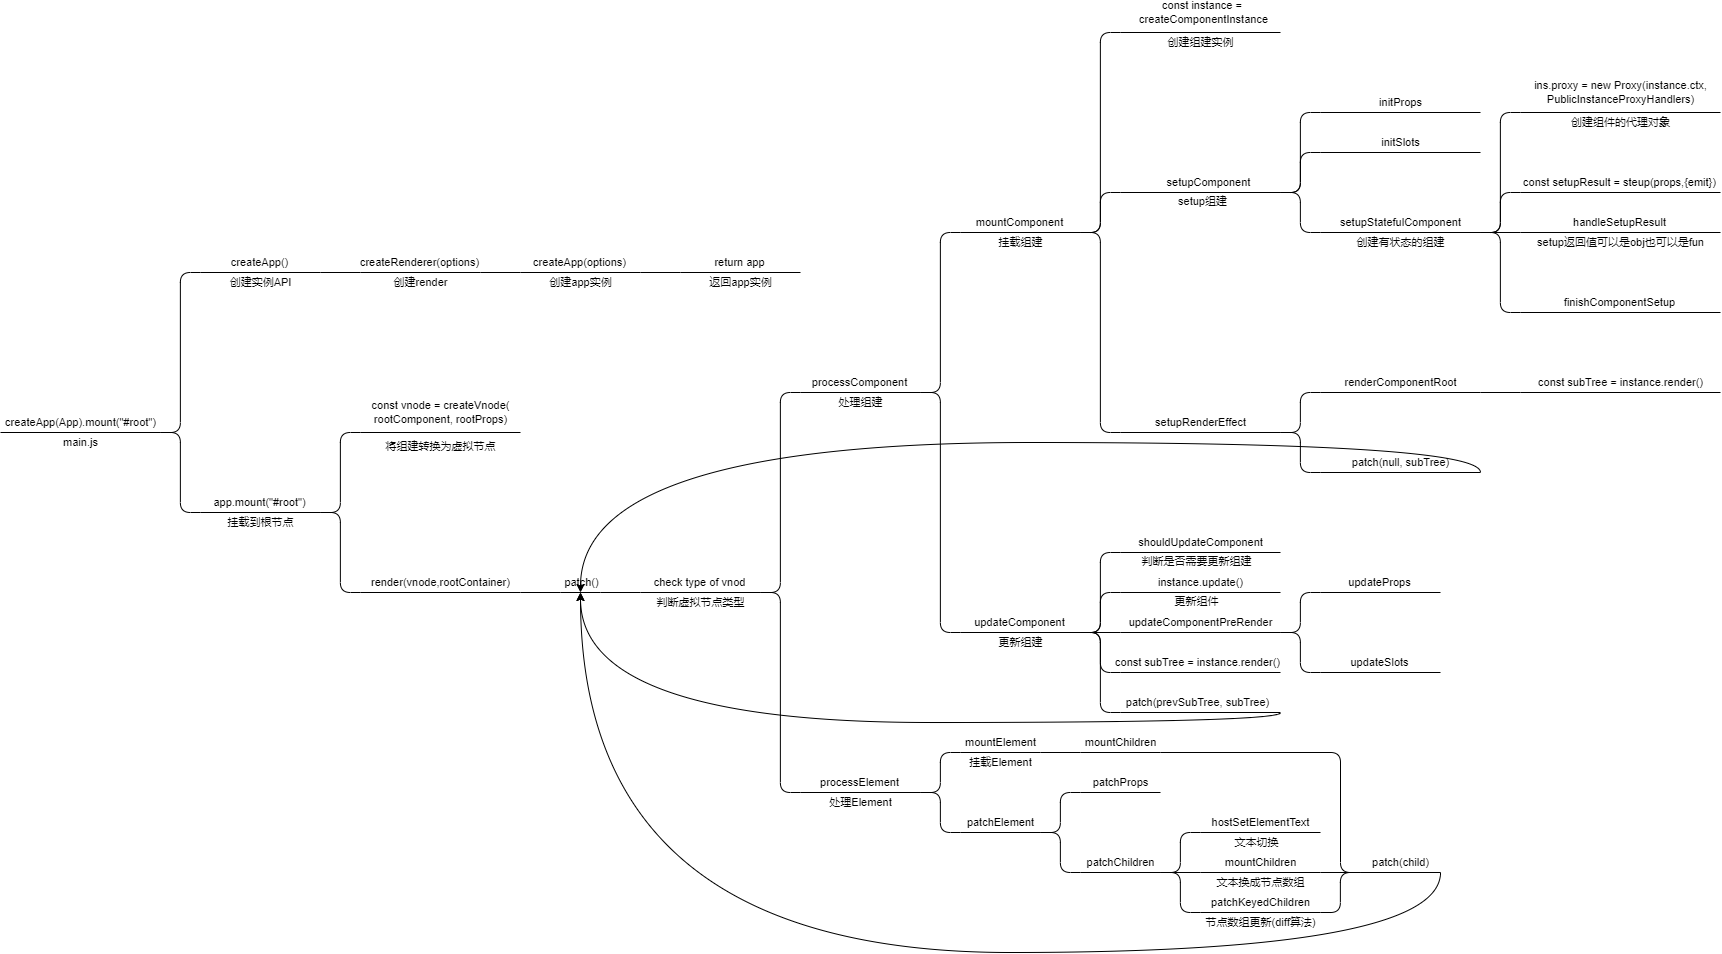 createApp(App).mount("#root")
main.js
createApp()
创建实例API
createRenderer(options)
创建render
createApp(options)
创建app实例
return app
返回app实例
app.mount("#root")
挂载到根节点
const vnode = createVnode(
rootComponent, rootProps)
将组建转换为虚拟节点
render(vnode,rootContainer)
patch()
check type of vnod
判断虚拟节点类型
processComponent
处理组建
mountComponent
挂载组建
const instance =
createComponentInstance
创建组建实例
setupComponent
setup组建
initProps
initSlots
setupStatefulComponent
创建有状态的组建
ins.proxy = new Proxy(instance.ctx,
PublicInstanceProxyHandlers)
创建组件的代理对象
const setupResult = steup(props,{emit})
handleSetupResult
setup返回值可以是obj也可以是fun
finishComponentSetup
setupRenderEffect
renderComponentRoot
const subTree = instance.render()
patch(null, subTree)
updateComponent
更新组建
shouldUpdateComponent
判断是否需要更新组建
instance.update()
更新组件
updateComponentPreRender
updateProps
updateSlots
const subTree = instance.render()
patch(prevSubTree, subTree)
processElement
处理Element
mountElement
挂载Element
mountChildren
patchElement
patchProps
patchChildren
hostSetElementText
文本切换
mountChildren
文本换成节点数组
patchKeyedChildren
节点数组更新(diff算法)
patch(child)